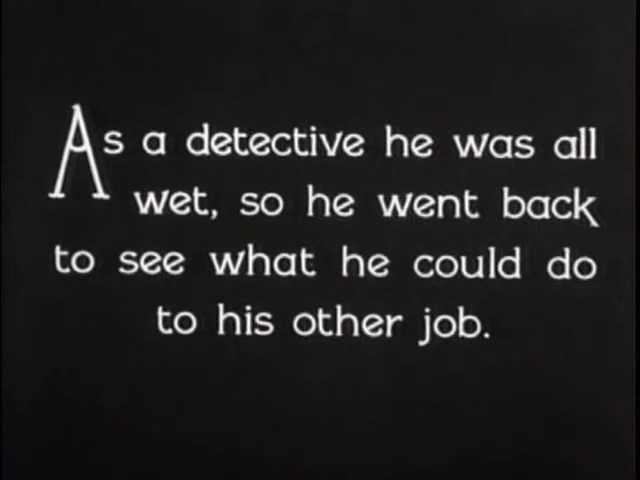 As a detective he was all
wet, so he went back
to see what he could do
to his other job.